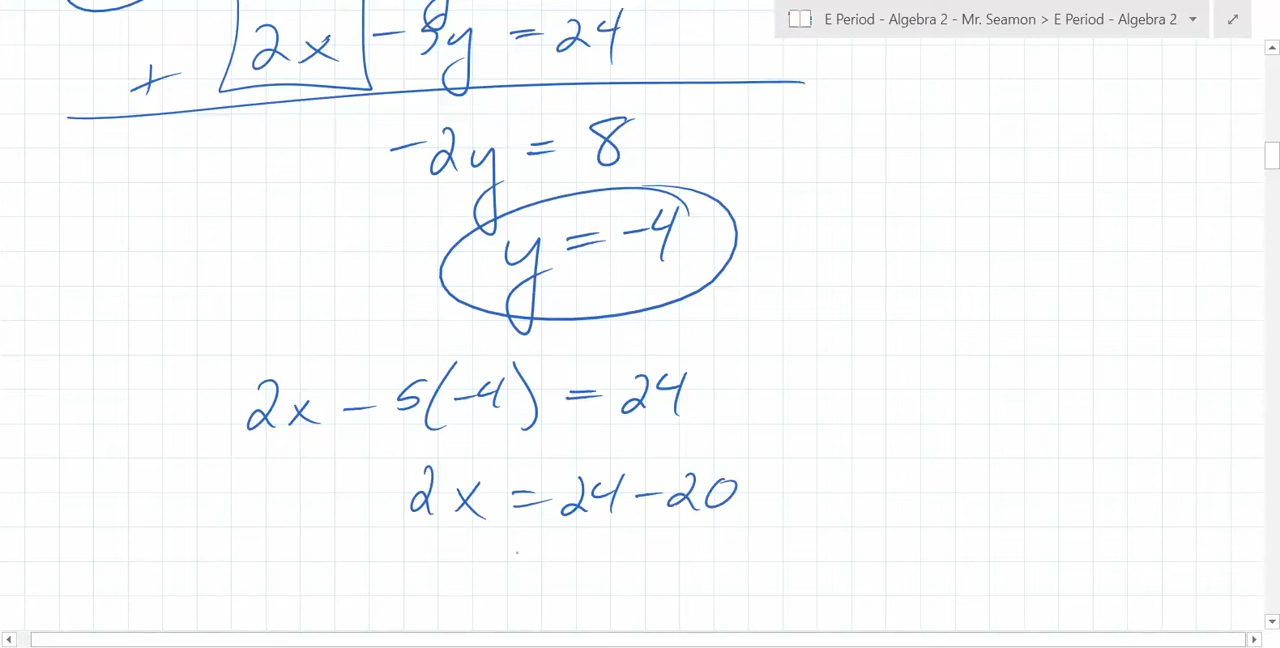 E Period - Algebra 2 - Mr. Seamon > E Period - Algebra 2
2x - 5y = 24
+
-2y = 8
y = -4
2x - 5(-4) = 24
2x = 24 - 20